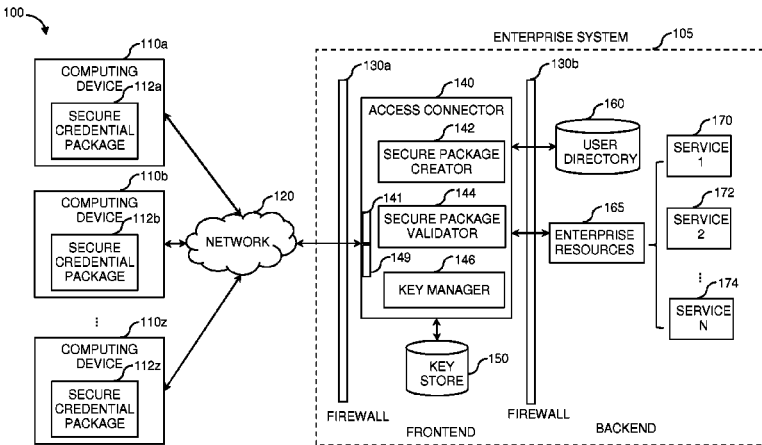 100
110a
COMPUTING
DEVICE 112a
SECURE
CREDENTIAL
PACKAGE
110b
COMPUTING
DEVICE 112b
SECURE
CREDENTIAL
PACKAGE
110z
COMPUTING
DEVICE 112z
SECURE
CREDENTIAL
PACKAGE
120
NETWORK
ENTERPRISE SYSTEM 105
130a
140
ACCESS CONNECTOR
142
SECURE PACKAGE
CREATOR
141
144
SECURE PACKAGE
VALIDATOR
149
146
KEY MANAGER
150
KEY
STORE
FIREWALL
FRONTEND
130b
160
USER
DIRECTORY
165
ENTERPRISE
RESOURCES
170
SERVICE
1
172
SERVICE
2
174
SERVICE
N
FIREWALL
BACKEND